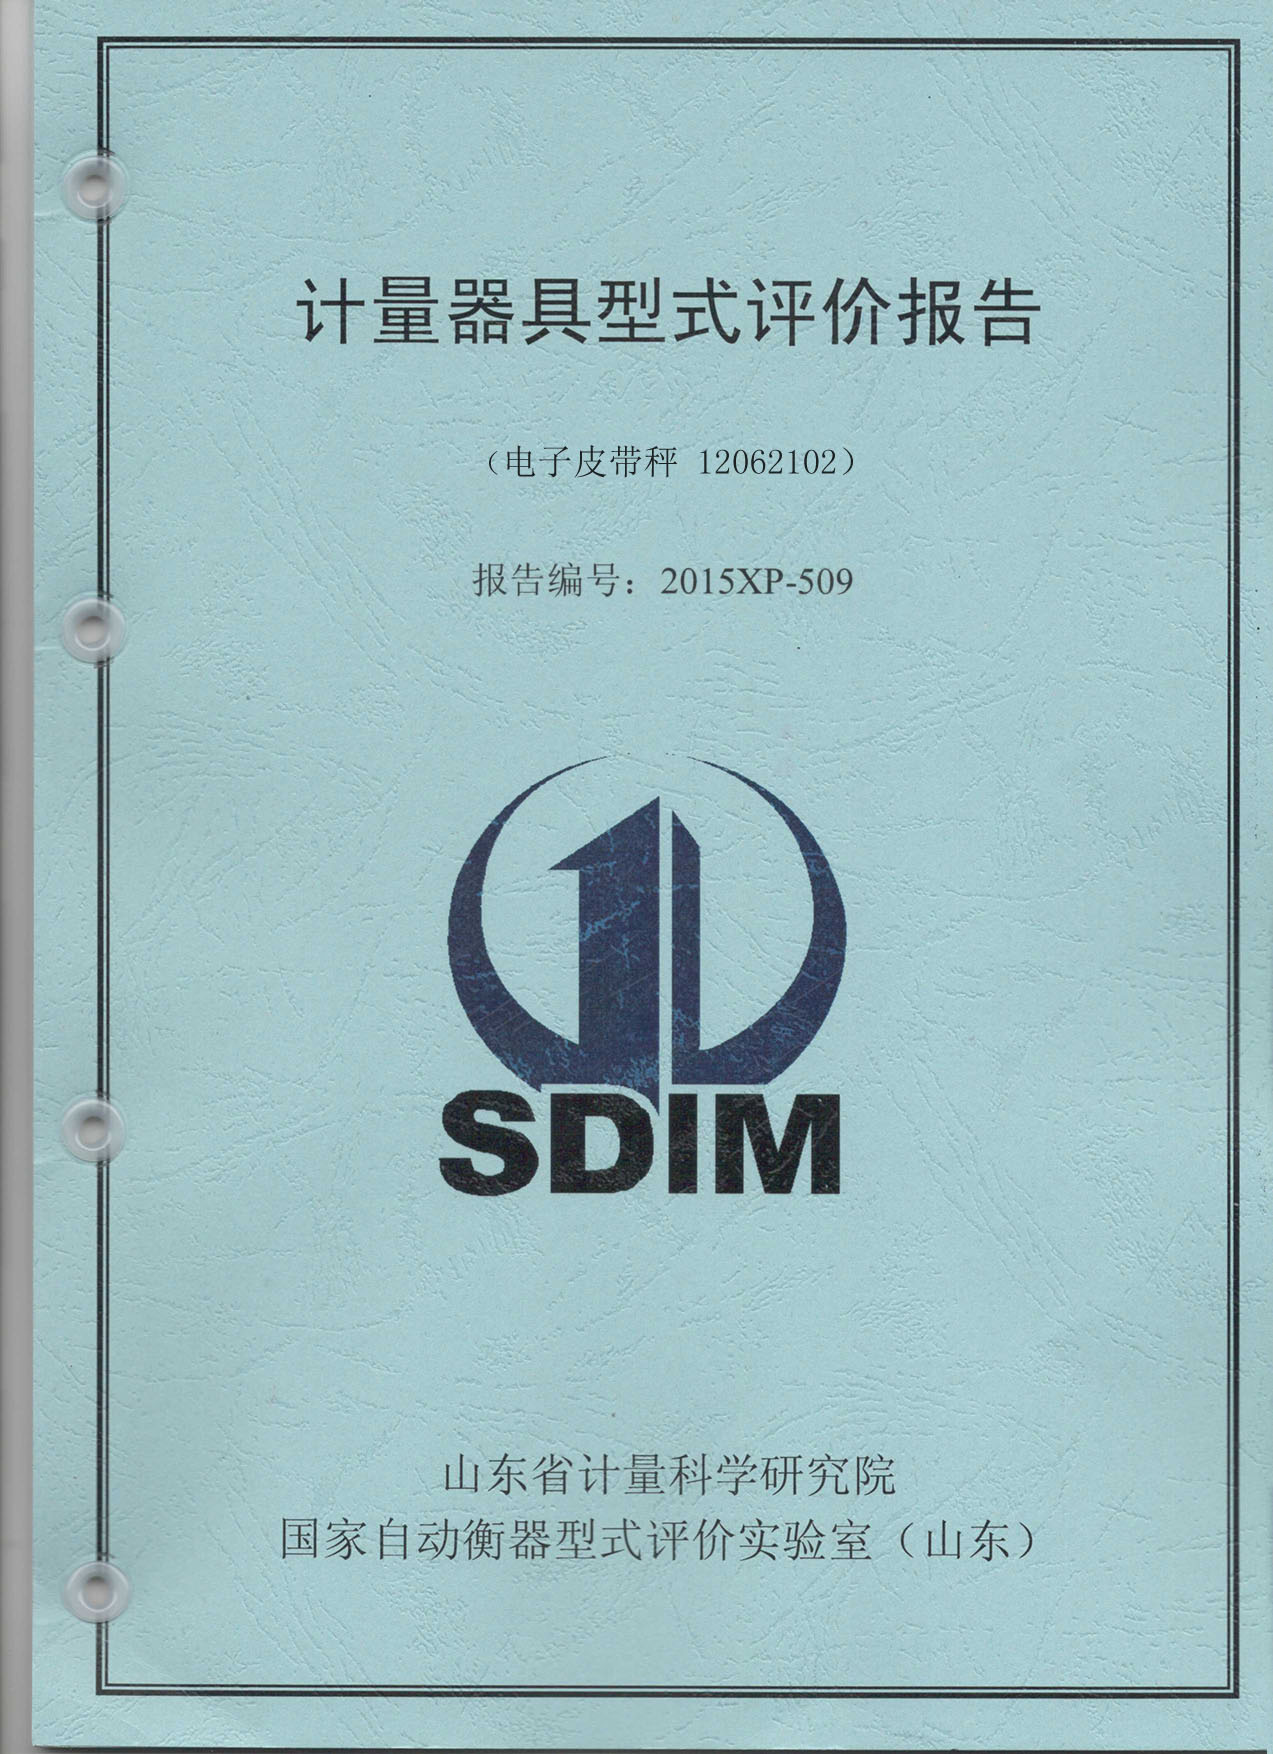 计量器具型式评价报告
（电子皮带秤 12062102）
报告编号：2015XP-509
SDIM
山东省计量科学研究院
国家自动衡器型式评价实验室（山东）